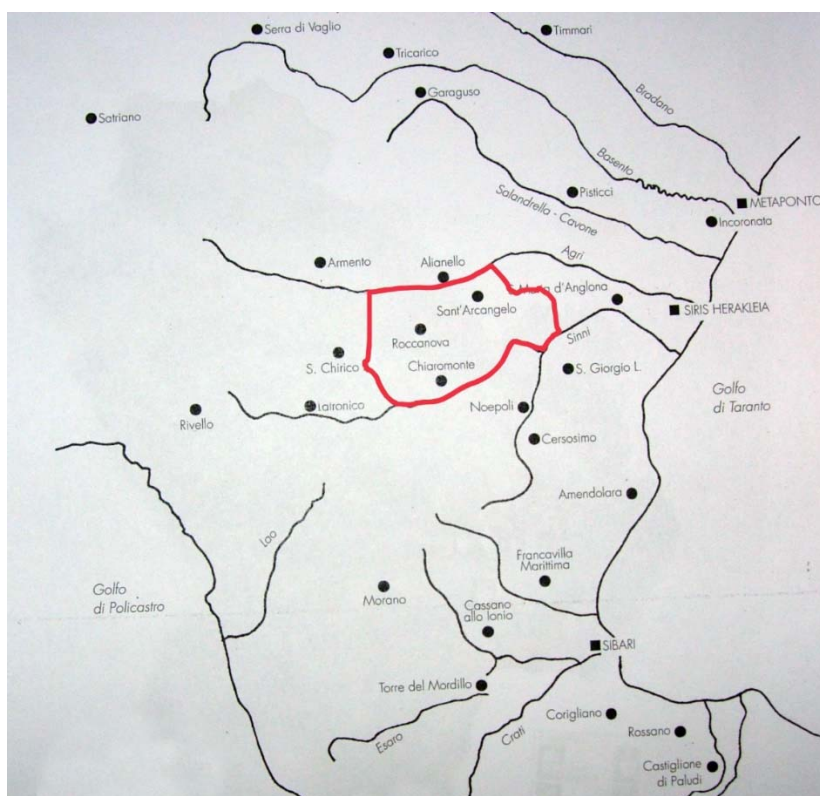 Serra di Vaglio
Timmari
Tricarico
Garaguso
Bradano
Satriano
Basento
Pisticci
Salandrella - Cavone
METAPONTO
Incoronata
Agri
Armento
Alianello
S. Maria d'Anglona
Sant'Arcangelo
SIRIS HERAKLEIA
Roccanova
Sinni
S. Chirico
Chiaromonte
S. Giorgio L.
Golfo
di Taranto
Rivello
Latronico
Noepoli
Cersosimo
Amendolara
Lao
Francavilla
Marittima
Golfo
di Policastro
Morano
Cassano
allo Ionio
SIBARI
Torre del Mordillo
Corigliano
Esaro
Crati
Rossano
Castiglione
di Paludi